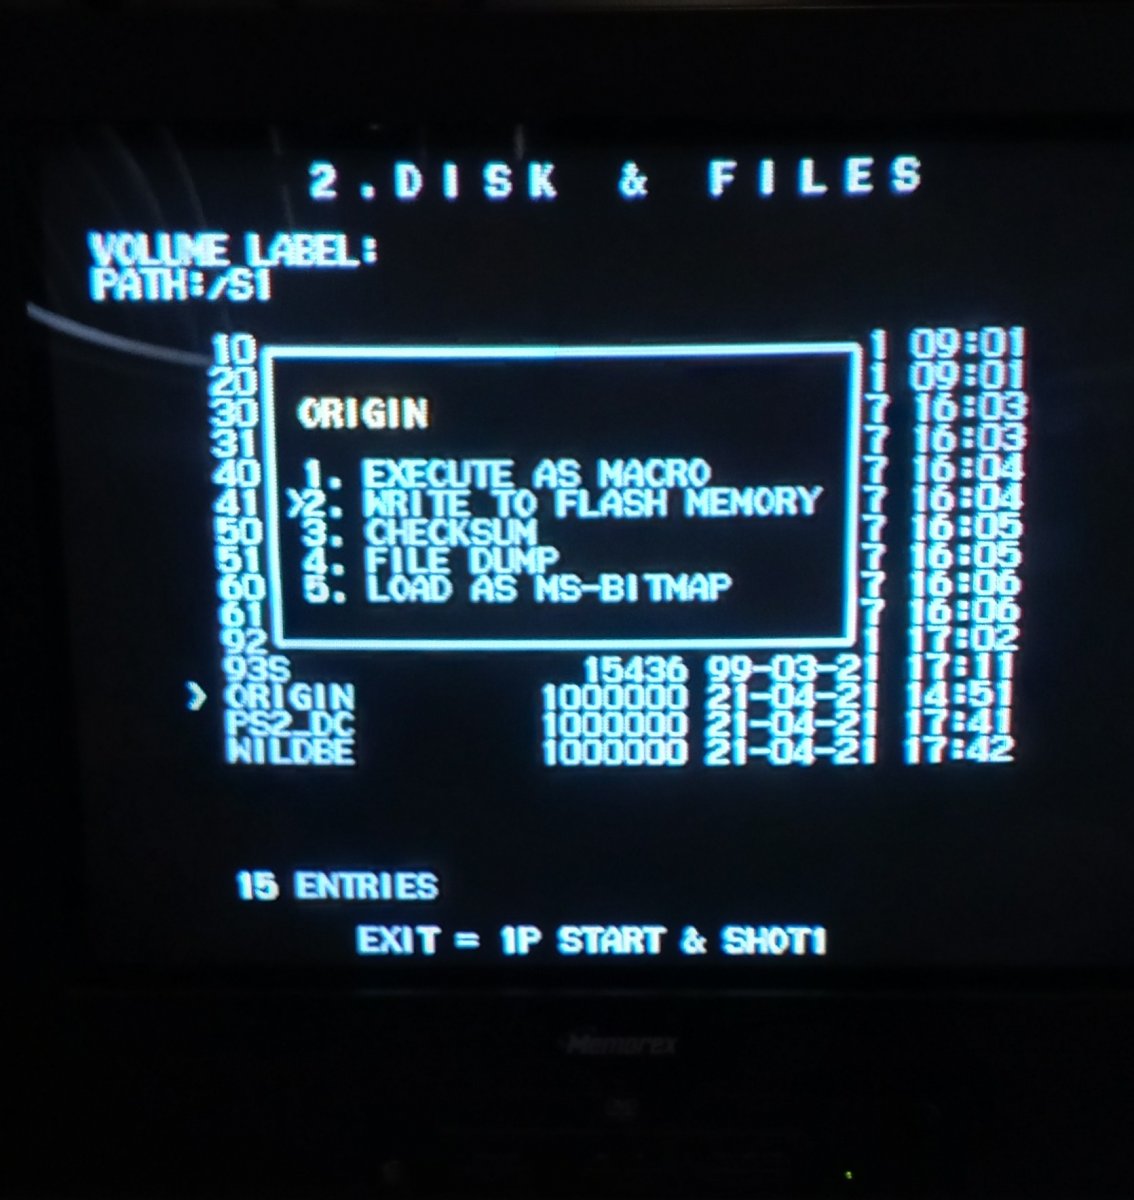 2.DISK & FILES
VOLUME LABEL:
PATH:/S1
10 1 09:01
20 1 09:01
30 7 16:03
31 7 16:03
40 7 16:04
41 7 16:04
50 7 16:05
51 7 16:05
60 7 16:06
61 7 16:06
92 1 17:02
ORIGIN
1. EXECUTE AS MACRO
>2. WRITE TO FLASH MEMORY
3. CHECKSUM
4. FILE DUMP
5. LOAD AS MS-BITMAP
93S 15436 99-03-21 17:11
> ORIGIN 1000000 21-04-21 14:51
PS2_DC 1000000 21-04-21 17:41
WILDBE 1000000 21-04-21 17:42
15 ENTRIES
EXIT = 1P START & SHOT1
Memorex